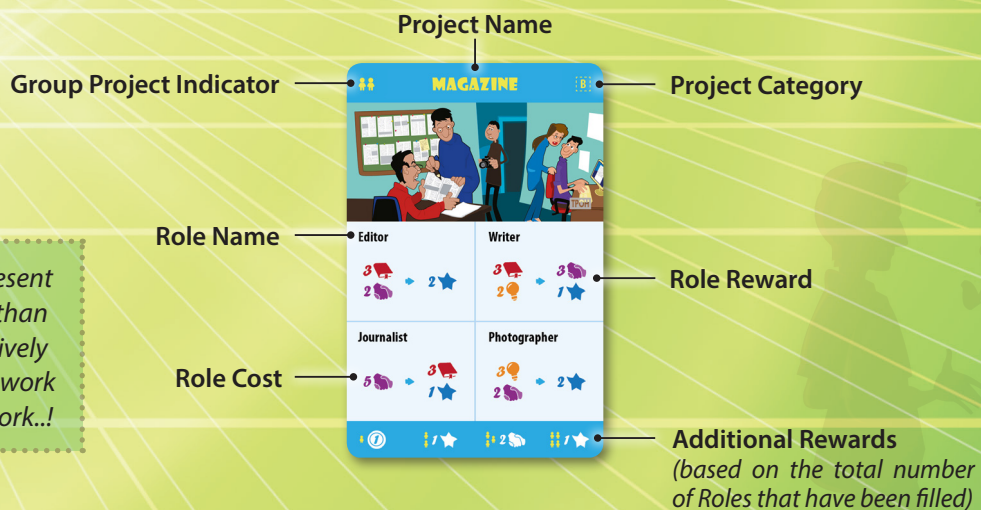 Project Name
Group Project Indicator
MAGAZINE
B
Project Category
Role Name
Editor
Writer
3
2
2
3
2
3
1
Role Reward
esent
than
ively
work
ork..!
Journalist
Photographer
Role Cost
5
3
1
3
2
2
1
1
2
1
Additional Rewards
(based on the total number
of Roles that have been filled)